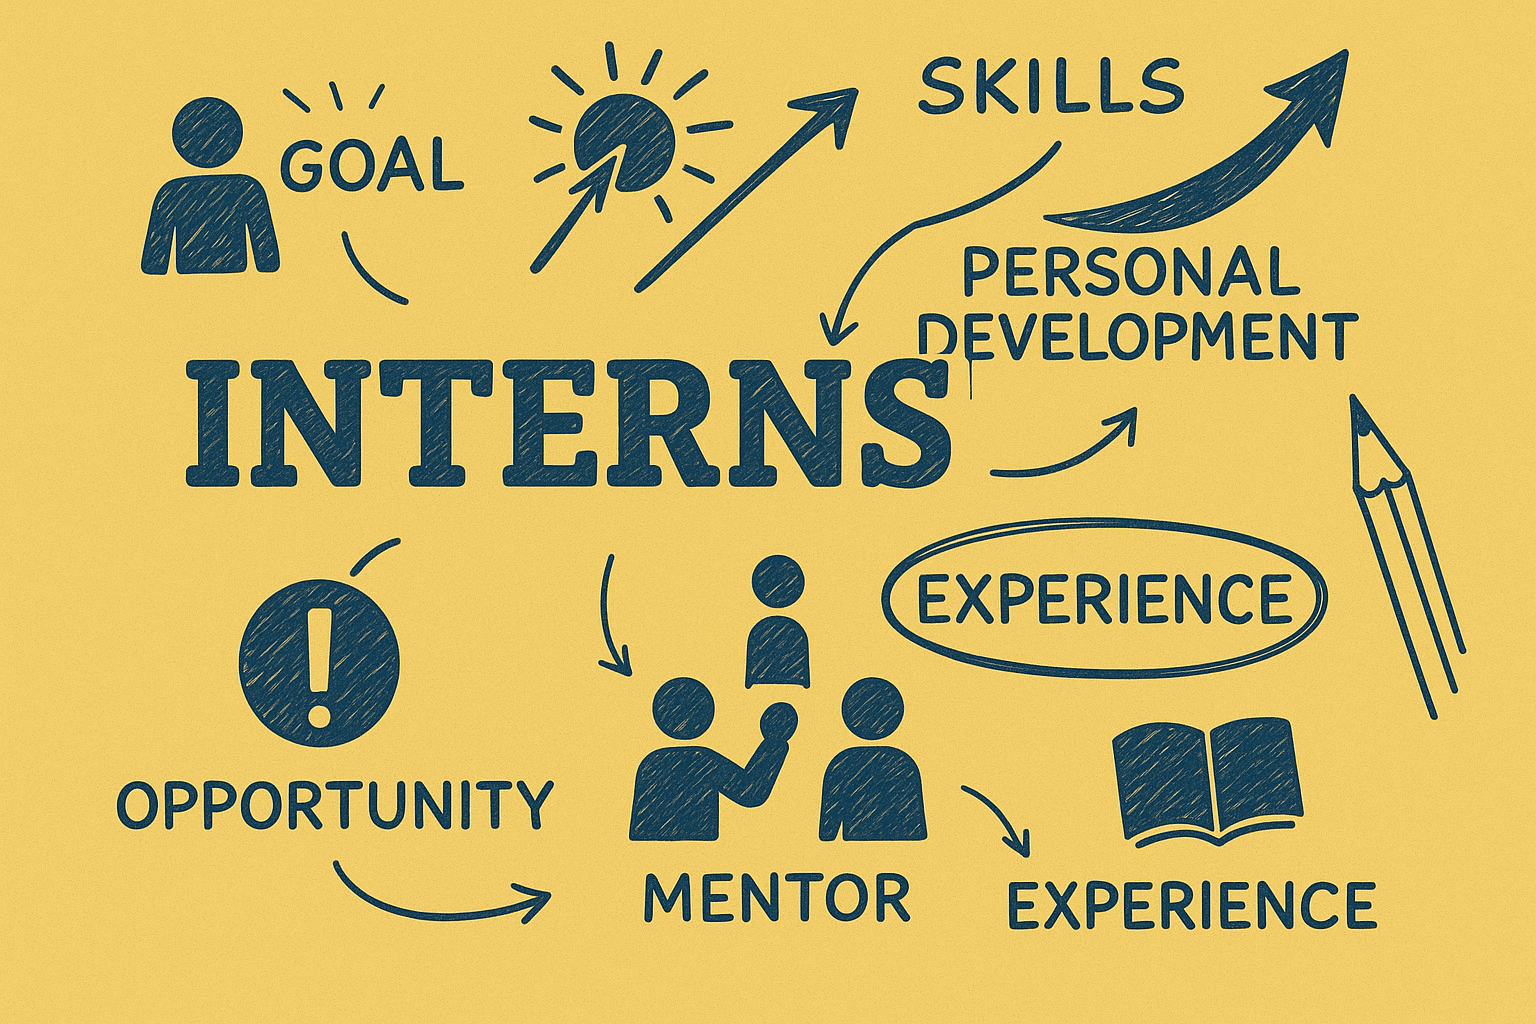 GOAL
SKILLS
PERSONAL
DEVELOPMENT
INTERNS
EXPERIENCE
!
OPPORTUNITY
MENTOR
EXPERIENCE